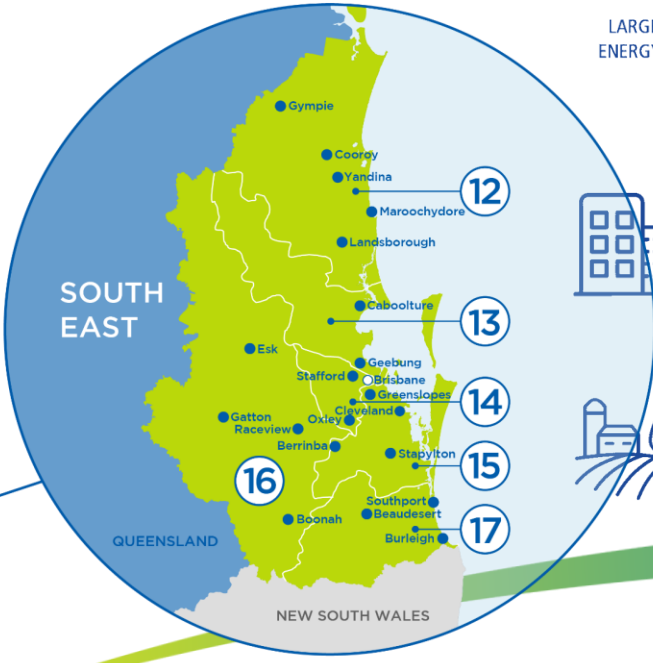 LARGE
ENERGY
Gympie
Cooroy
Yandina
12
Maroochydore
Landsborough
SOUTH
EAST
Caboolture
13
Esk
Geebung
Stafford
Brisbane
Greenslopes
14
Cleveland
Gatton
Oxley
Raceview
Berrinba
Stapylton
15
16
Southport
Beaudesert
Boonah
17
Burleigh
QUEENSLAND
NEW SOUTH WALES